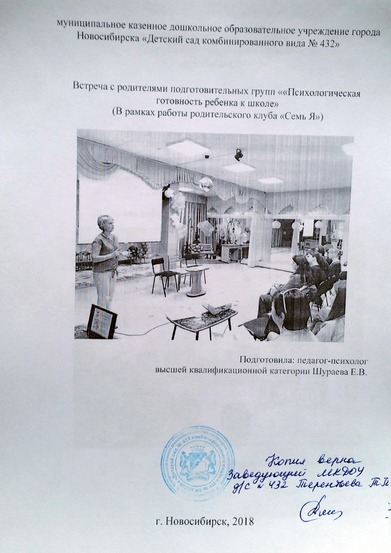 муниципальное казенное дошкольное образовательное учреждение города
Новосибирска «Детский сад комбинированного вида № 432»
Встреча с родителями подготовительных групп ««Психологическая
готовность ребенка к школе»
(В рамках работы родительского клуба «Семь Я»)
Подготовила: педагог-психолог
высшей квалификационной категории Шураева Е.В.
Копия верна
Заведующий МКДОУ
д/с № 432 Терентьева
г. Новосибирск, 2018